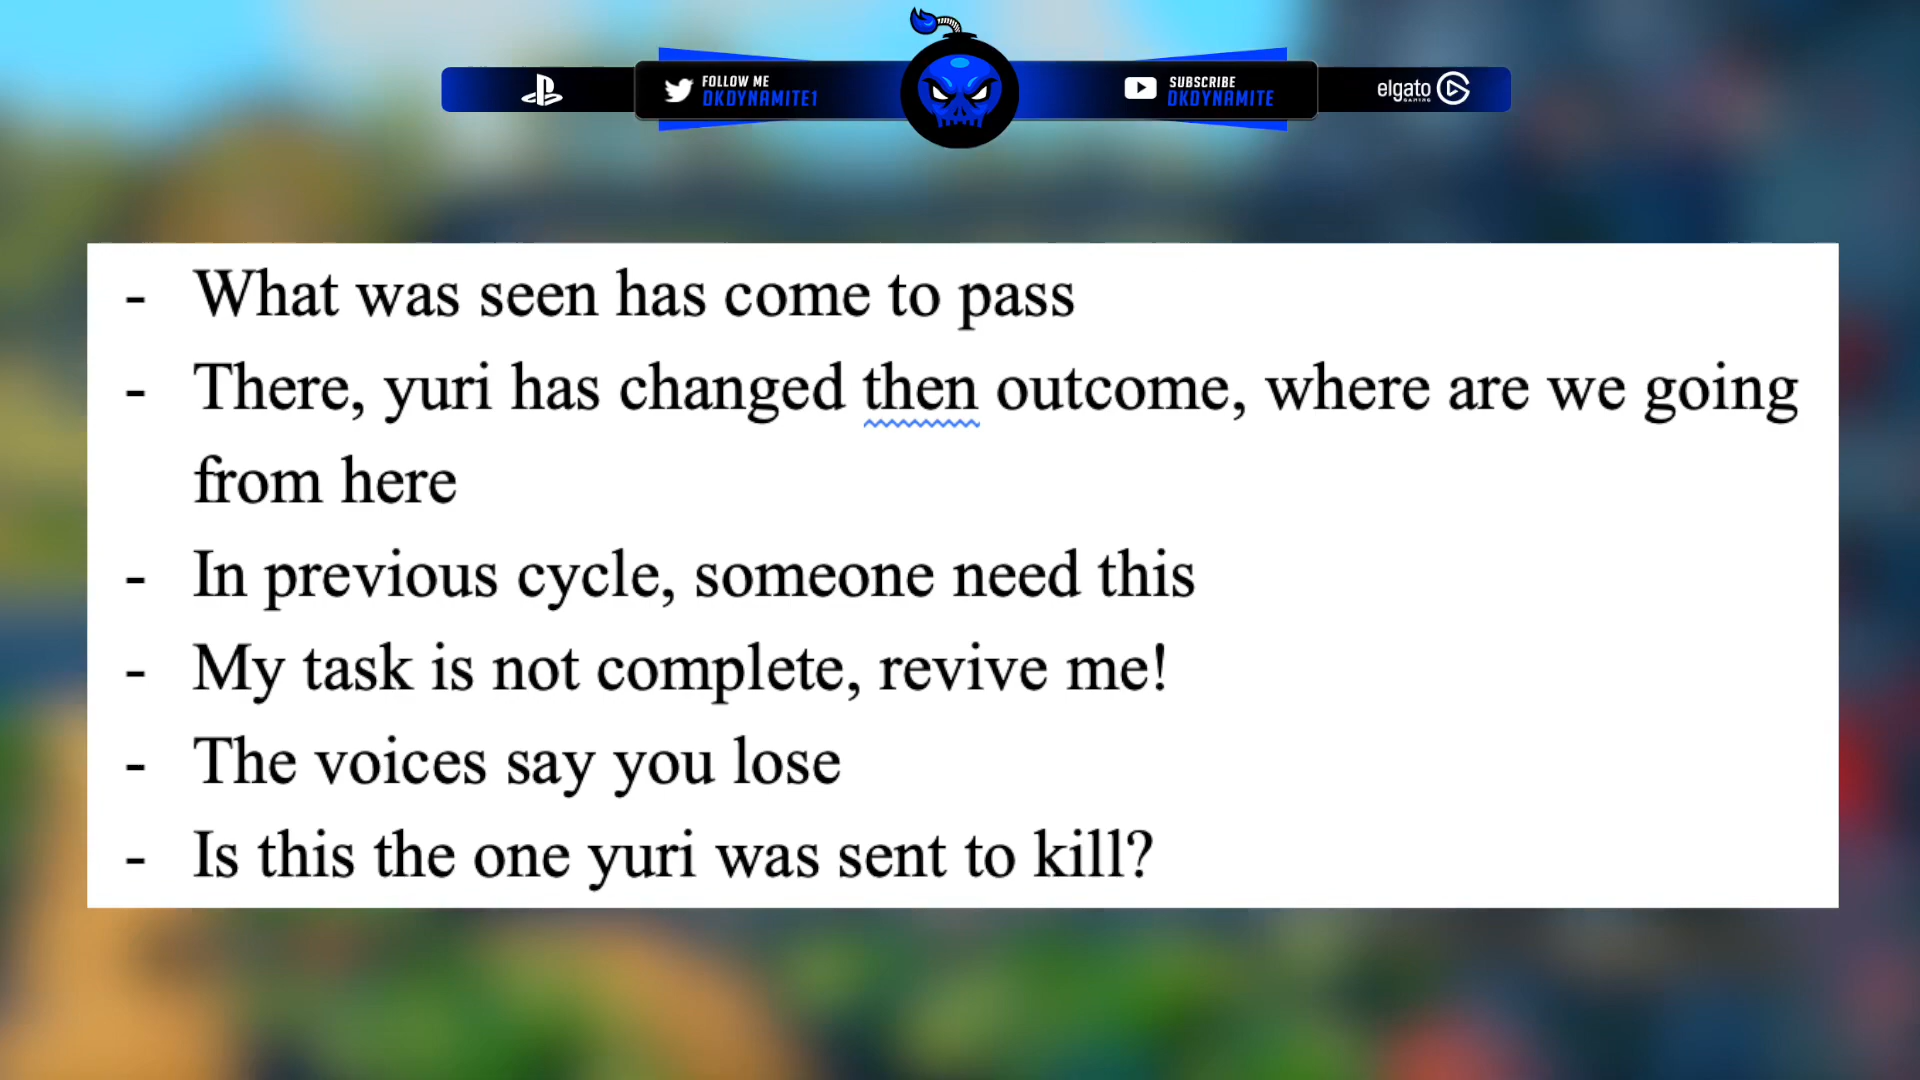 FOLLOW ME
DKDYNAMITE1
SUBSCRIBE
DKDYNAMITE
elgato
GAMING
- What was seen has come to pass
- There, yuri has changed then outcome, where are we going
from here
- In previous cycle, someone need this
- My task is not complete, revive me!
- The voices say you lose
- Is this the one yuri was sent to kill?